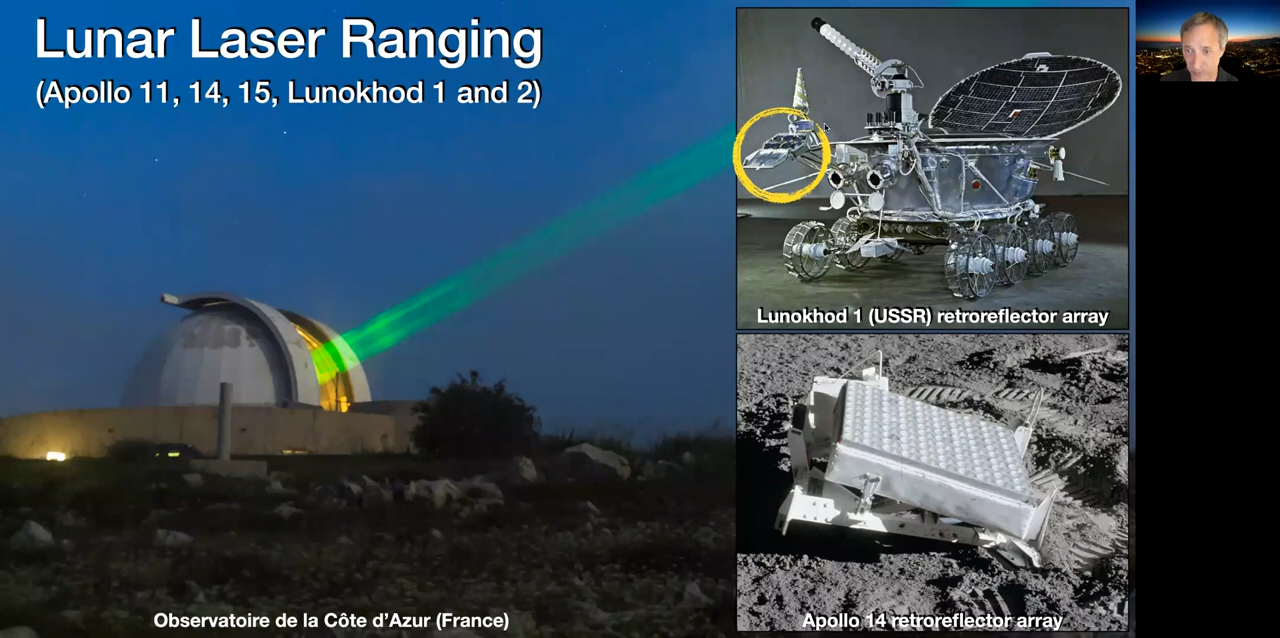 Lunar Laser Ranging
(Apollo 11, 14, 15, Lunokhod 1 and 2)
Lunokhod 1 (USSR) retroreflector array
Observatoire de la Côte d'Azur (France)
Apollo 14 retroreflector array